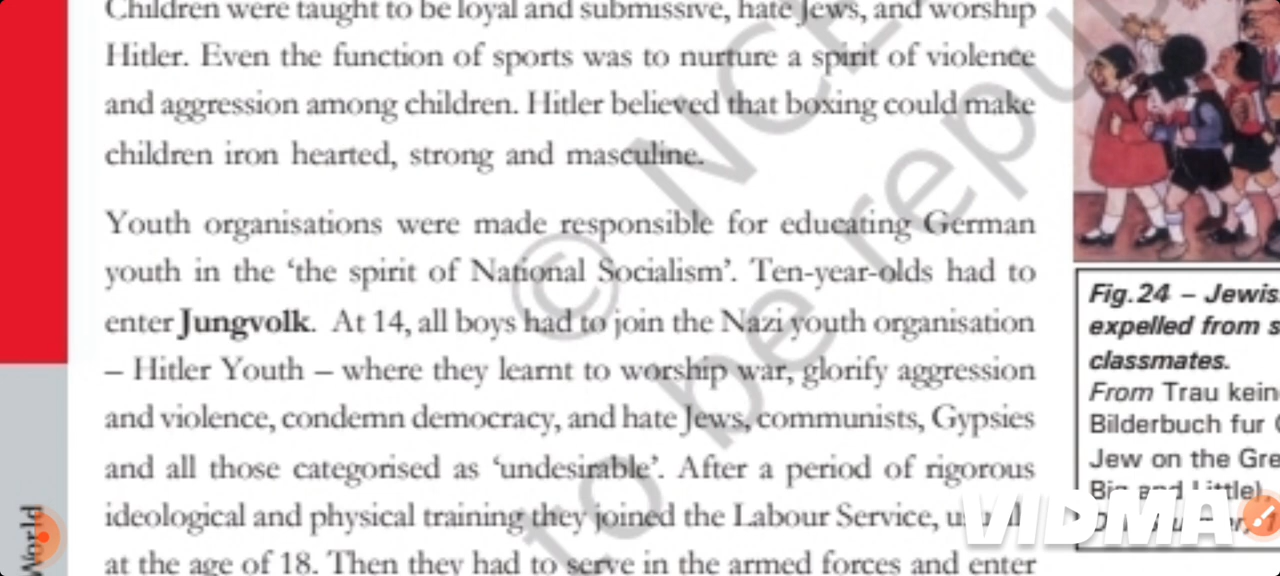 Children were taught to be loyal and submissive, hate Jews, and worship
Hitler. Even the function of sports was to nurture a spirit of violence
and aggression among children. Hitler believed that boxing could make
children iron hearted, strong and masculine.
Youth organisations were made responsible for educating German
youth in the ‘the spirit of National Socialism’. Ten-year-olds had to
enter Jungvolk. At 14, all boys had to join the Nazi youth organisation
– Hitler Youth – where they learnt to worship war, glorify aggression
and violence, condemn democracy, and hate Jews, communists, Gypsies
and all those categorised as ‘undesirable’. After a period of rigorous
ideological and physical training they joined the Labour Service,
at the age of 18. Then they had to serve in the armed forces and enter
Fig.24 – Jewis
expelled from s
classmates.
From Trau kein
Bilderbuch fur
Jew on the Gre
Big and Little)
World
© NCE
to be repu
VIDMA